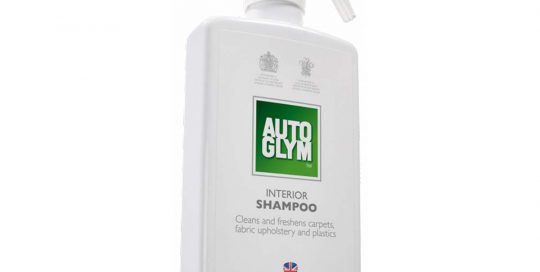 AUTO
GLYM
INTERIOR
SHAMPOO
Cleans and freshens carpets,
fabric upholstery and plastics